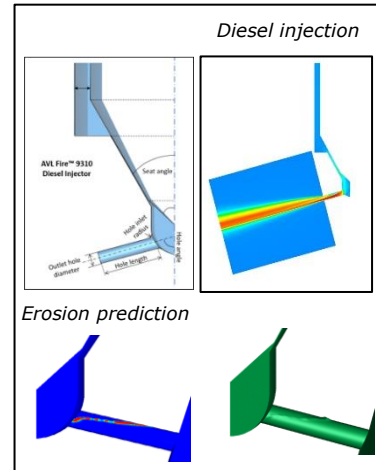 Diesel injection
AVL Fire™ 9310
Diesel Injector
Seat angle
Hole inlet
radius
Hole angle
Outlet hole
diameter
Hole length
Erosion prediction